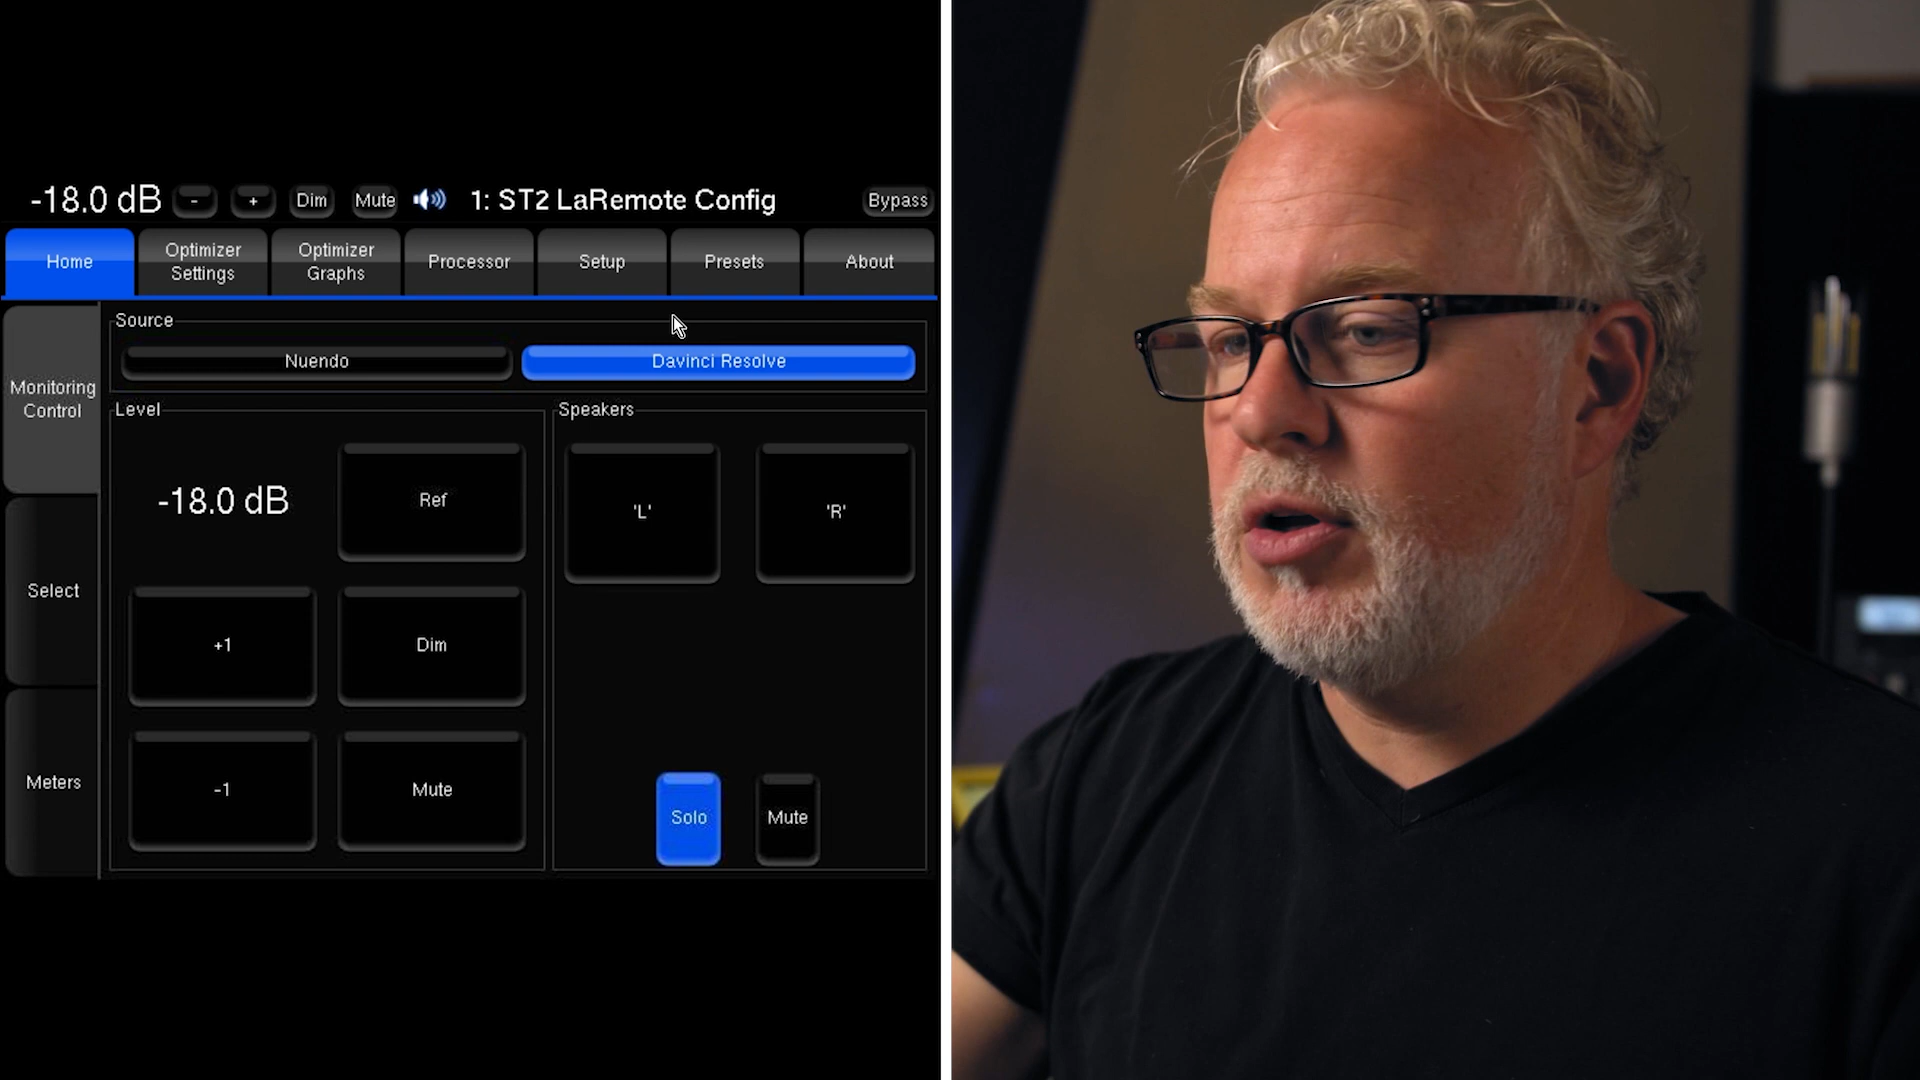 -18.0 dB - + Dim Mute 1: ST2 LaRemote Config Bypass
Home Optimizer Settings Optimizer Graphs Processor Setup Presets About
Monitoring Control
Select
Meters
Source
Nuendo Davinci Resolve
Level
-18.0 dB Ref
+1 Dim
-1 Mute
Speakers
'L' 'R'
Solo Mute